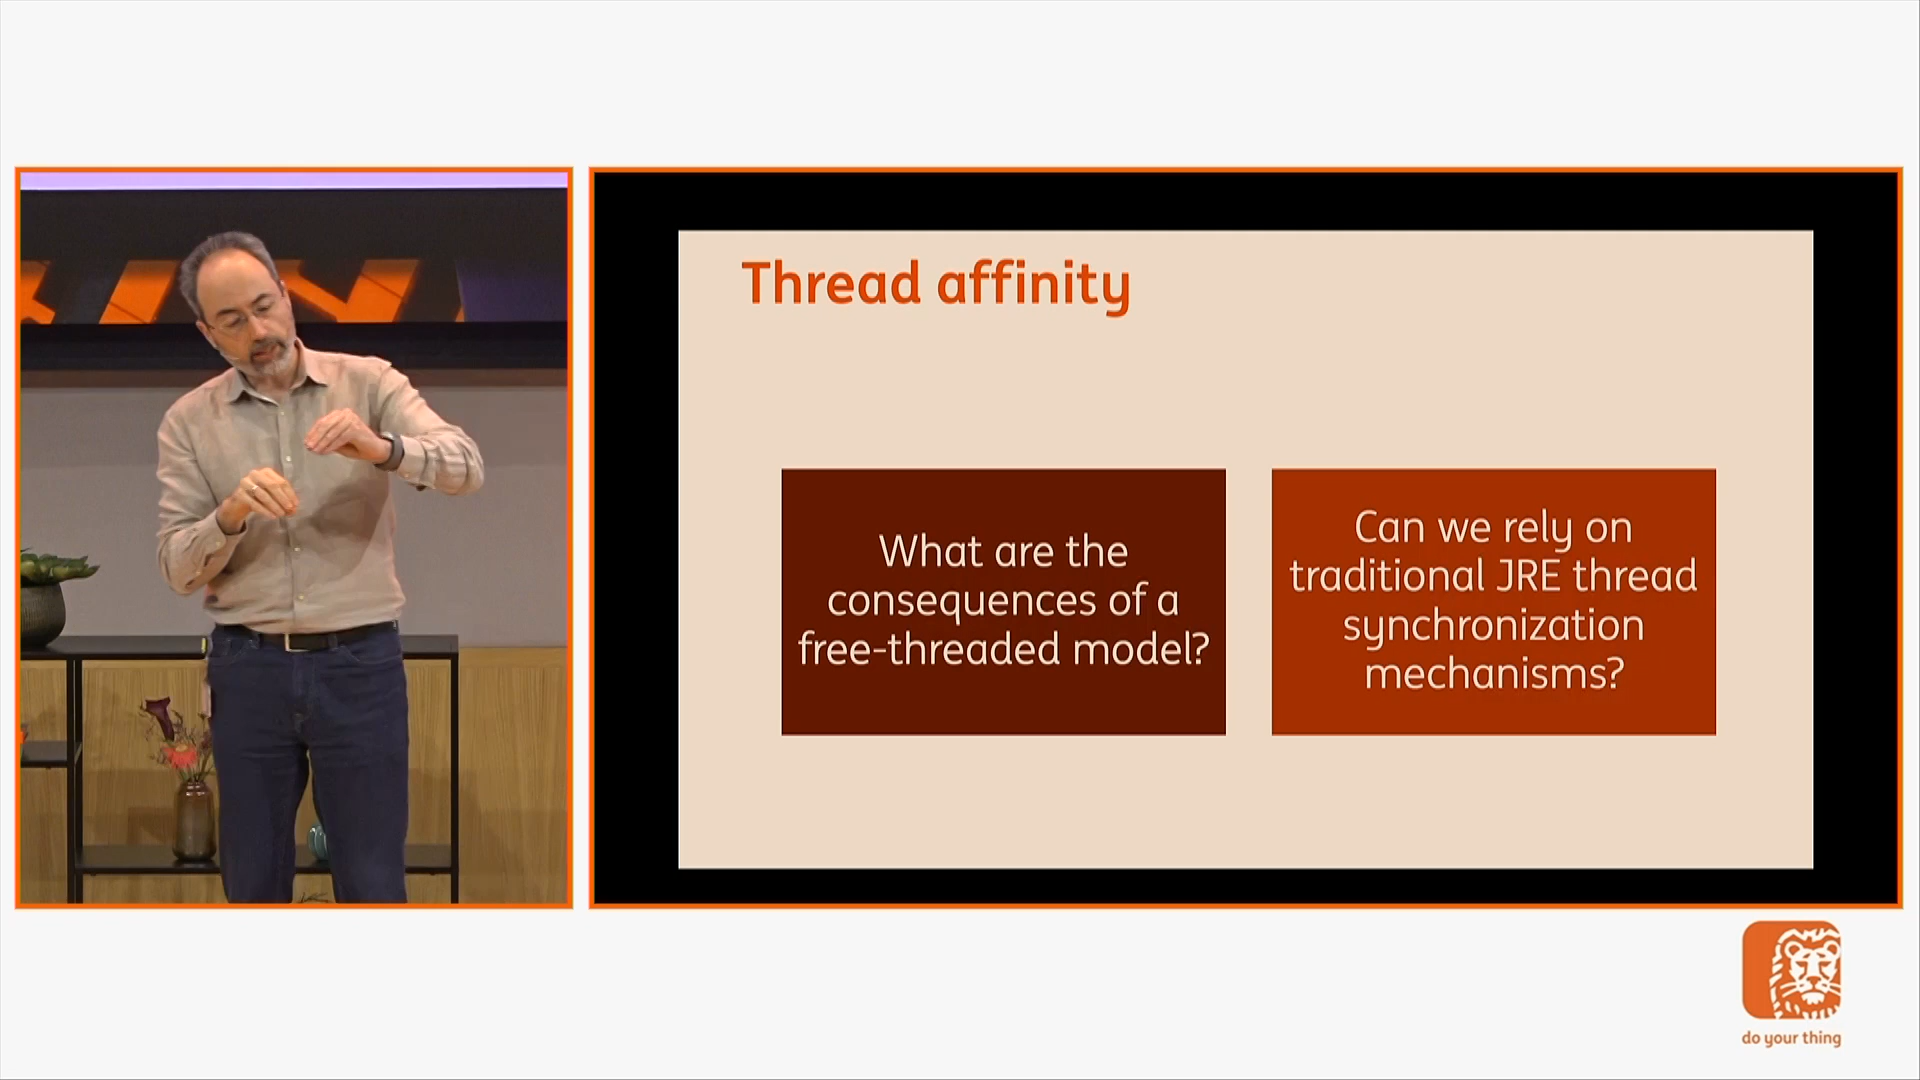 Thread affinity
What are the
consequences of a
free-threaded model?
Can we rely on
traditional JRE thread
synchronization
mechanisms?
do your thing